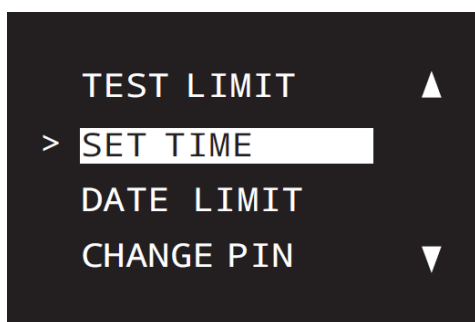 TEST LIMIT
> SET TIME
DATE LIMIT
CHANGE PIN